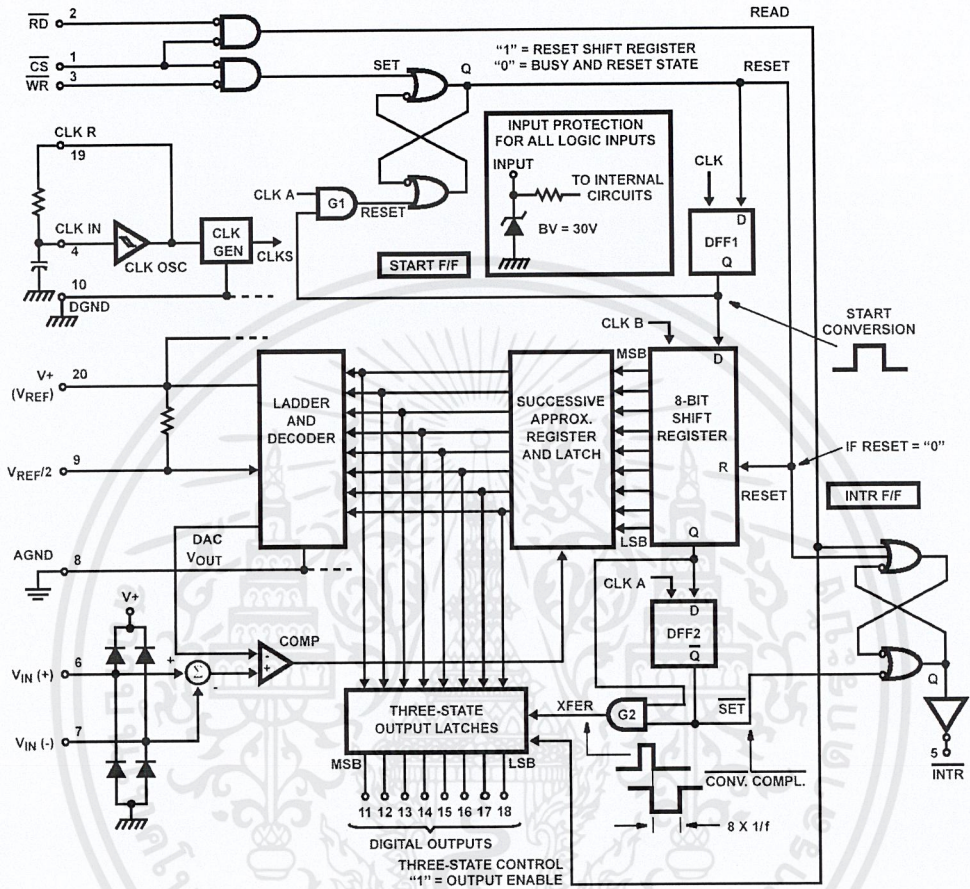 RD 2
READ
CS 1
WR 3
"1" = RESET SHIFT REGISTER
"0" = BUSY AND RESET STATE
SET
Q
RESET
INPUT PROTECTION
FOR ALL LOGIC INPUTS
INPUT
TO INTERNAL
CIRCUITS
BV = 30V
CLK R
19
CLK A
G1
RESET
CLK
D
DFF1
Q
CLK IN
4
CLK OSC
CLK
GEN
CLKS
START F/F
10
DGND
START
CONVERSION
CLK B
V+ 20
(VREF)
LADDER
AND
DECODER
SUCCESSIVE
APPROX.
REGISTER
AND LATCH
MSB
D
8-BIT
SHIFT
REGISTER
R
RESET
LSB
Q
IF RESET = "0"
INTR F/F
VREF/2 9
DAC
VOUT
AGND 8
V+
COMP
- +
CLK A
D
DFF2
Q
VIN (+) 6
+
Σ
-
VIN (-) 7
THREE-STATE
OUTPUT LATCHES
MSB
LSB
XFER
G2
SET
Q
5
INTR
CONV. COMPL.
8 X 1/f
11 12 13 14 15 16 17 18
DIGITAL OUTPUTS
THREE-STATE CONTROL
"1" = OUTPUT ENABLE